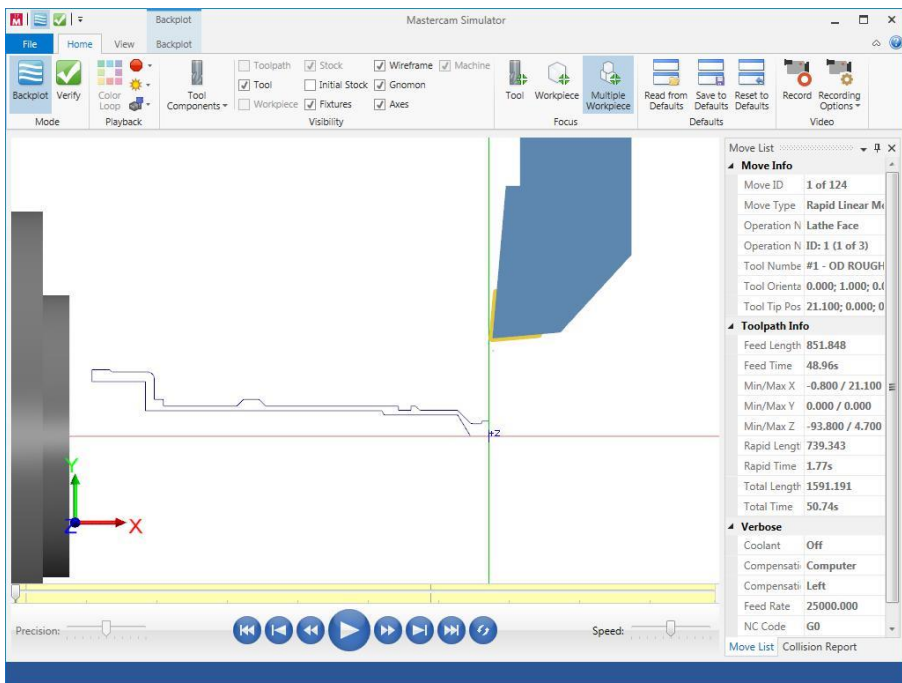 Backplot
Mastercam Simulator
File
Home
View
Backplot
Backplot
Verify
Color Loop
Mode
Playback
Tool Components
Toolpath
Stock
Wireframe
Machine
Tool
Initial Stock
Gnomon
Workpiece
Fixtures
Axes
Visibility
Tool
Workpiece
Multiple Workpiece
Focus
Read from Defaults
Save to Defaults
Reset to Defaults
Defaults
Record
Recording Options
Video
Move List
Move Info
Move ID 1 of 124
Move Type Rapid Linear Mo
Operation N Lathe Face
Operation N ID: 1 (1 of 3)
Tool Numbe #1 - OD ROUGH
Tool Orienta 0.000; 1.000; 0.0
Tool Tip Pos 21.100; 0.000; 0
Toolpath Info
Feed Length 851.848
Feed Time 48.96s
Min/Max X -0.800 / 21.100
Min/Max Y 0.000 / 0.000
Min/Max Z -93.800 / 4.700
Rapid Lengt 739.343
Rapid Time 1.77s
Total Length 1591.191
Total Time 50.74s
Verbose
Coolant Off
Compensati Computer
Compensati Left
Feed Rate 25000.000
NC Code G0
Move List
Collision Report
+Z
Y
Z
X
Precision:
Speed: